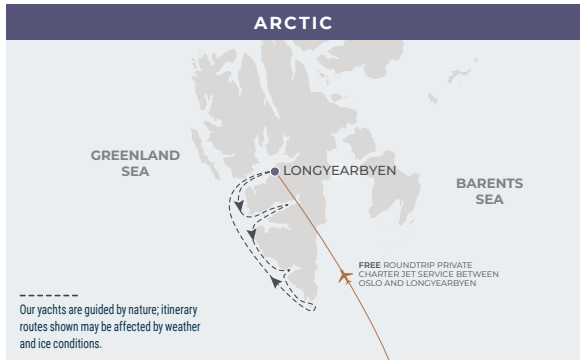 ARCTIC
GREENLAND
SEA
LONGYEARBYEN
BARENTS
SEA
FREE ROUNDTRIP PRIVATE
CHARTER JET SERVICE BETWEEN
OSLO AND LONGYEARBYEN
Our yachts are guided by nature; itinerary
routes shown may be affected by weather
and ice conditions.